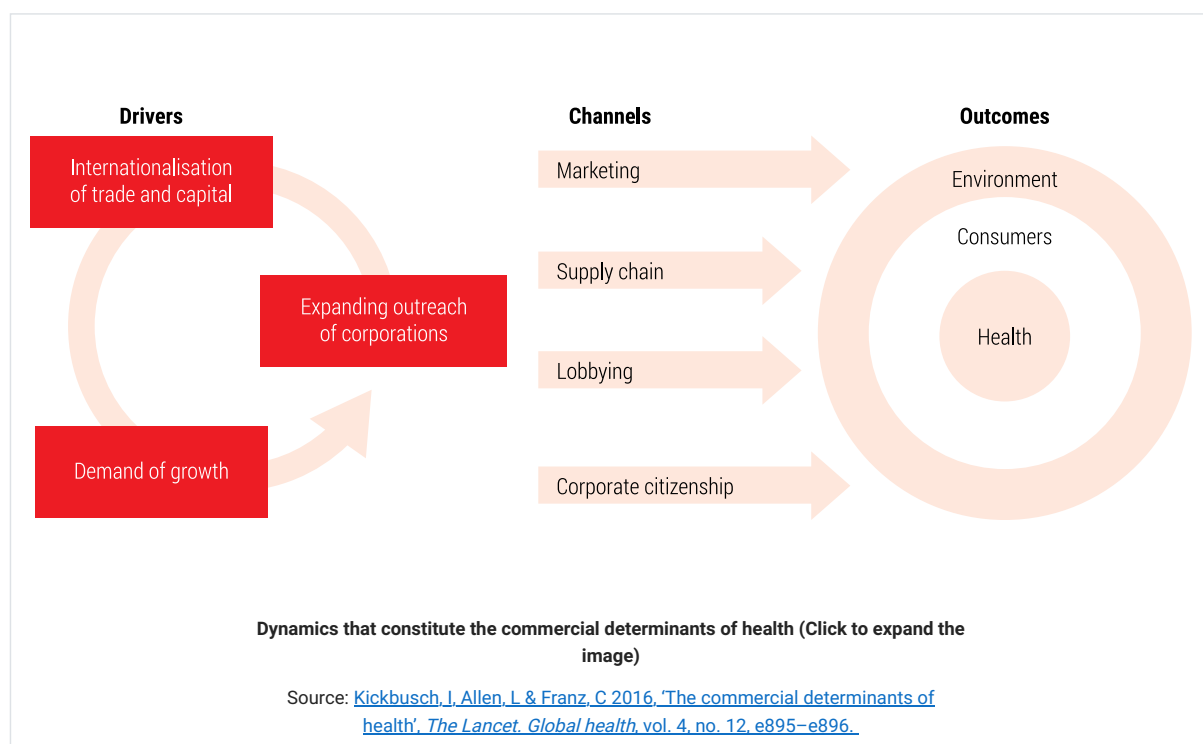 Drivers
Internationalisation
of trade and capital
Expanding outreach
of corporations
Demand of growth
Channels
Marketing
Supply chain
Lobbying
Corporate citizenship
Outcomes
Environment
Consumers
Health
Dynamics that constitute the commercial determinants of health (Click to expand the
image)
Source: Kickbusch, I, Allen, L & Franz, C 2016, ‘The commercial determinants of
health’, The Lancet. Global health, vol. 4, no. 12, e895–e896.